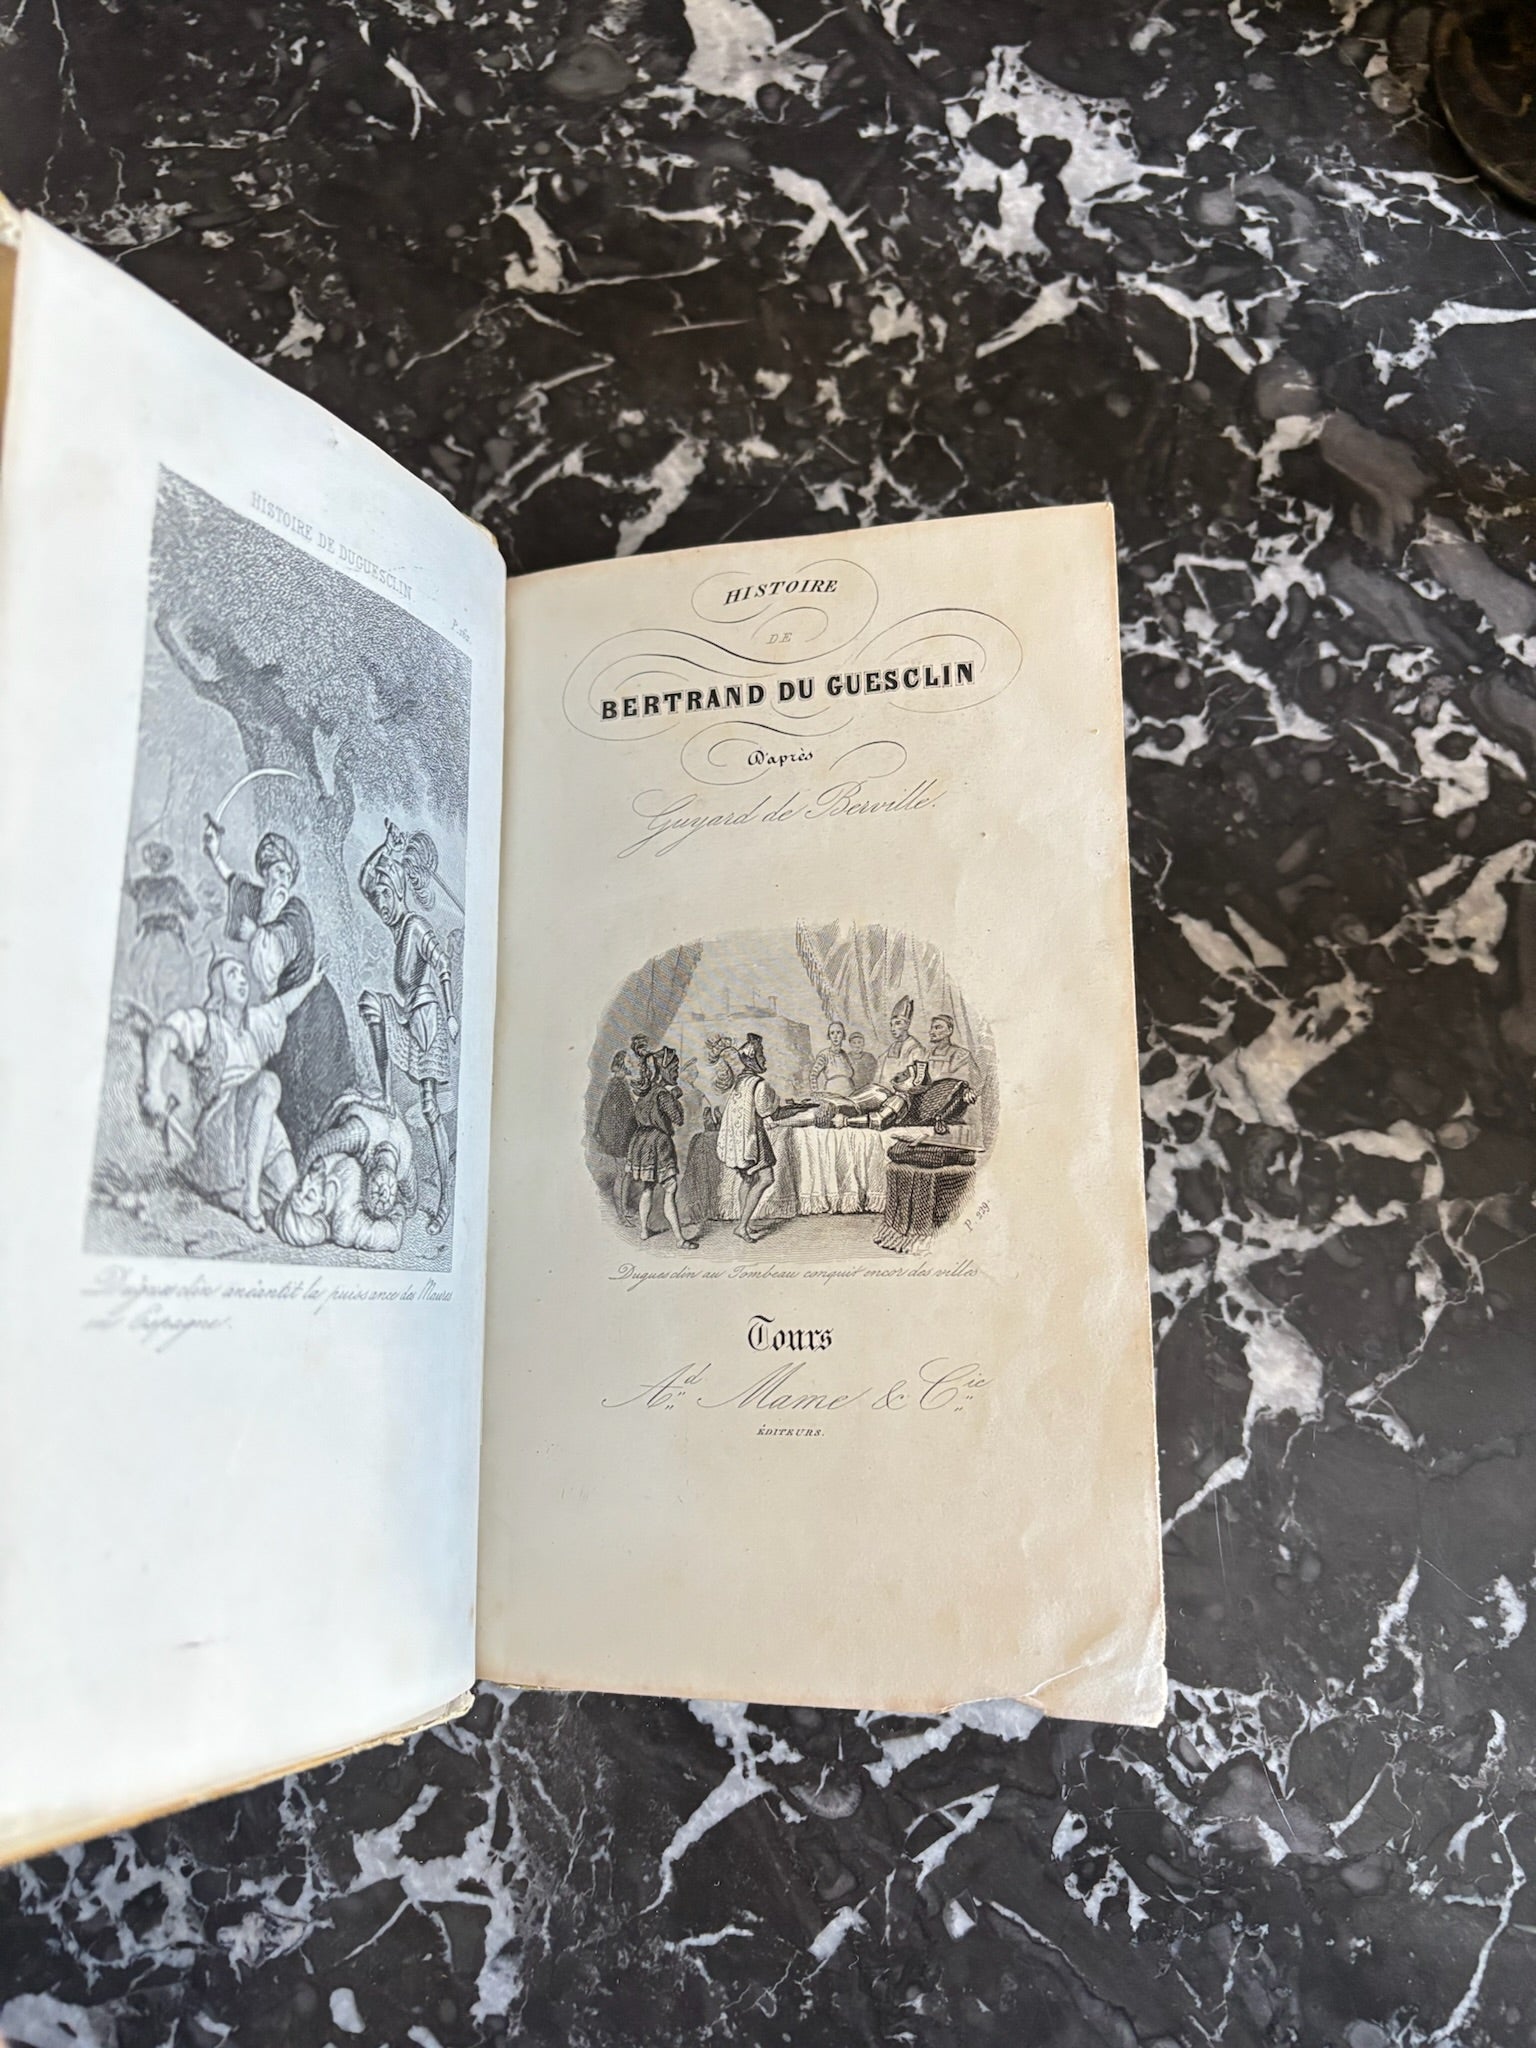 HISTOIRE DE DUGUESCLIN
P. 262.
Duguesclin anéantit la puissance des Maures
en Espagne.
HISTOIRE
DE
BERTRAND DU GUESCLIN
D'après
Guyard de Berville.
P. 229.
Duguesclin au Tombeau conquit encor des villes
Tours
Ad Mame & Cie
ÉDITEURS.